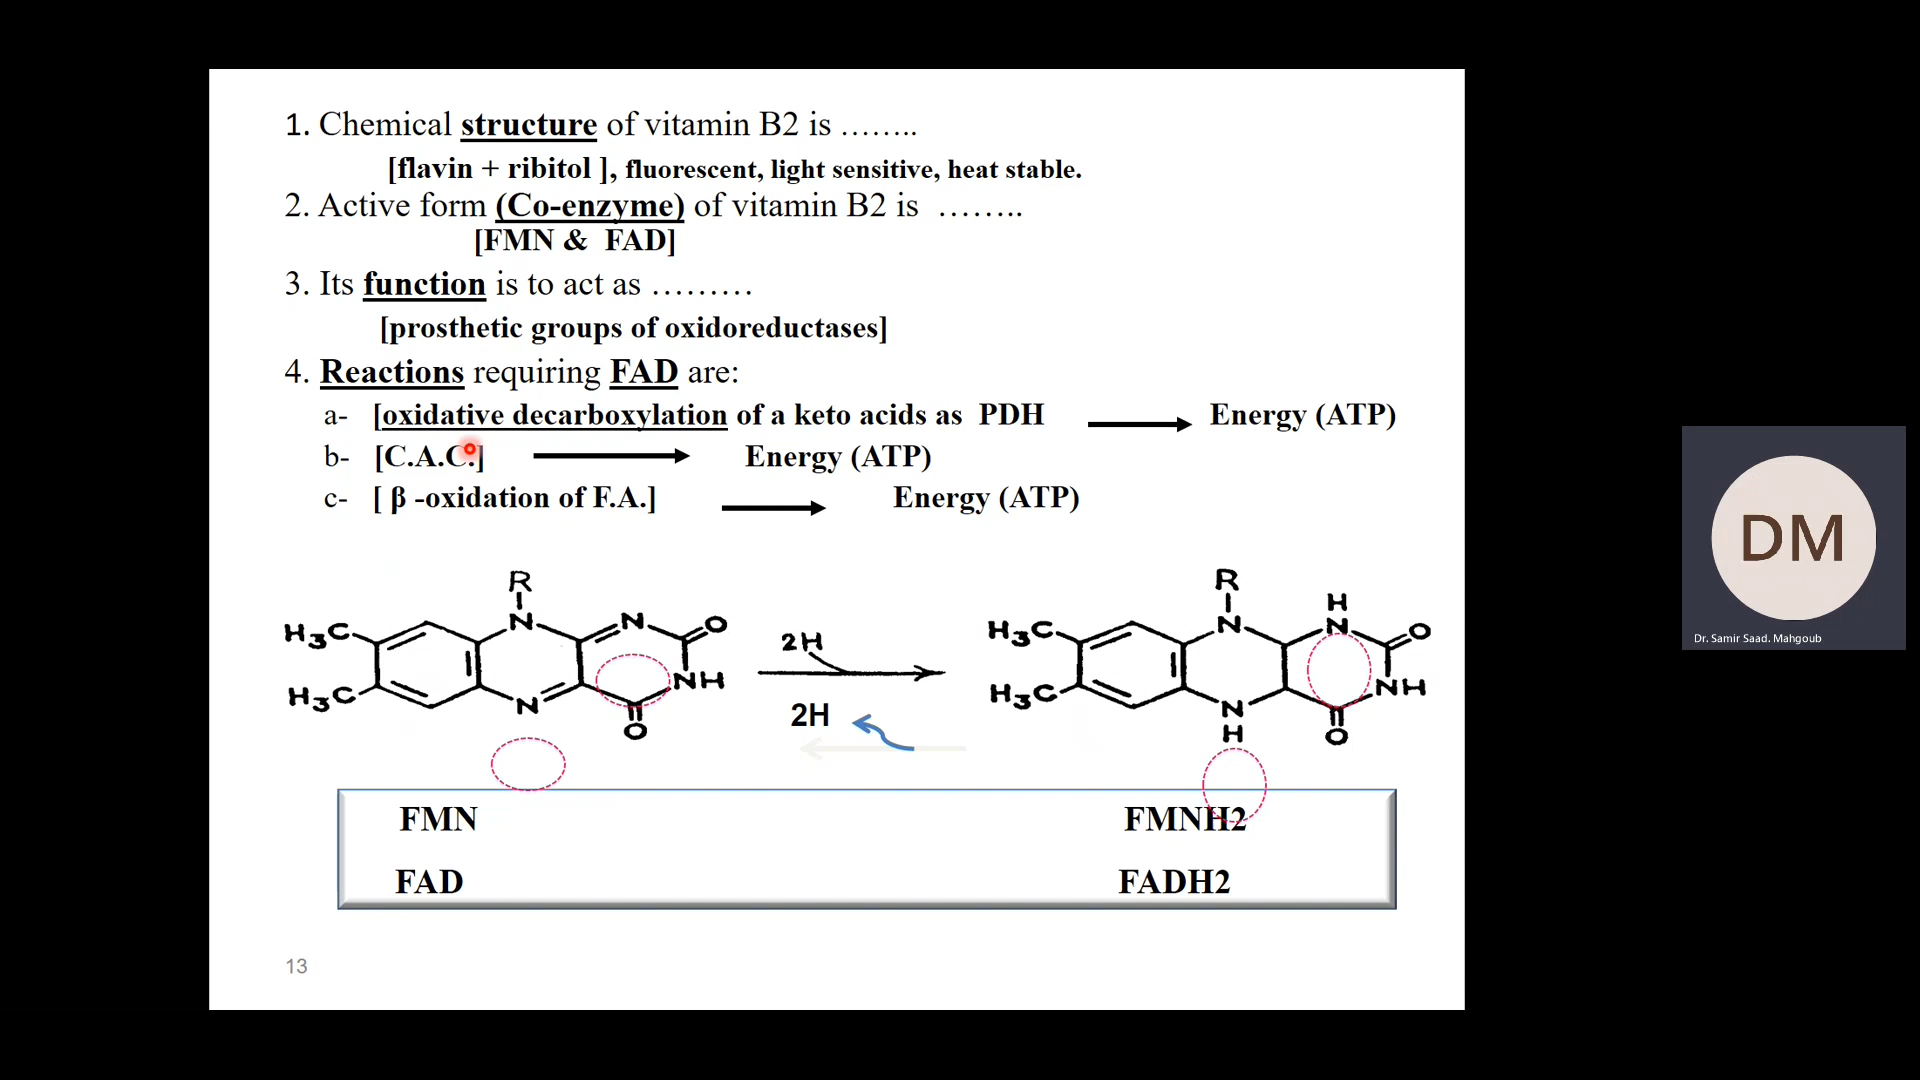 1. Chemical structure of vitamin B2 is ……..
[flavin + ribitol ], fluorescent, light sensitive, heat stable.
2. Active form (Co-enzyme) of vitamin B2 is ……..
[FMN & FAD]
3. Its function is to act as ………
[prosthetic groups of oxidoreductases]
4. Reactions requiring FAD are:
a- [oxidative decarboxylation of a keto acids as PDH Energy (ATP)
b- [C.A.C.] Energy (ATP)
c- [ β -oxidation of F.A.] Energy (ATP)
R R
H
H3C N N O 2H H3C N N O
H3C N NH H3C N NH
O 2H H O
FMN FMNH2
FAD FADH2
13
DM
Dr. Samir Saad. Mahgoub